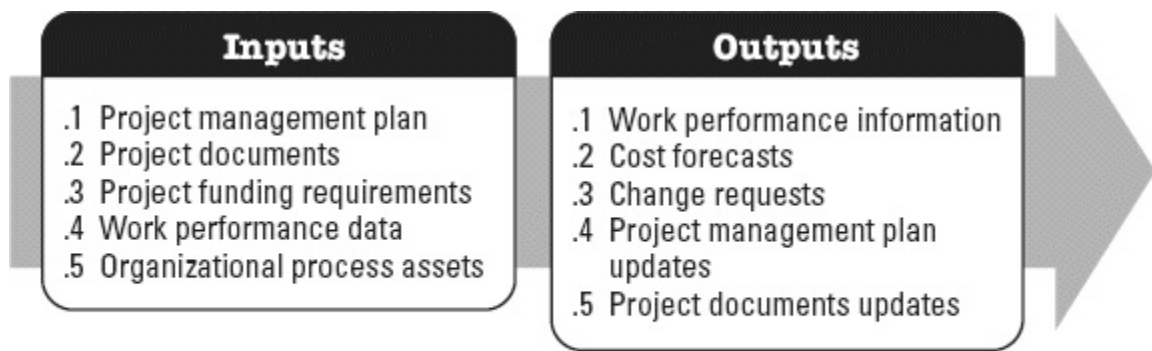 Inputs
.1 Project management plan
.2 Project documents
.3 Project funding requirements
.4 Work performance data
.5 Organizational process assets
Outputs
.1 Work performance information
.2 Cost forecasts
.3 Change requests
.4 Project management plan
updates
.5 Project documents updates